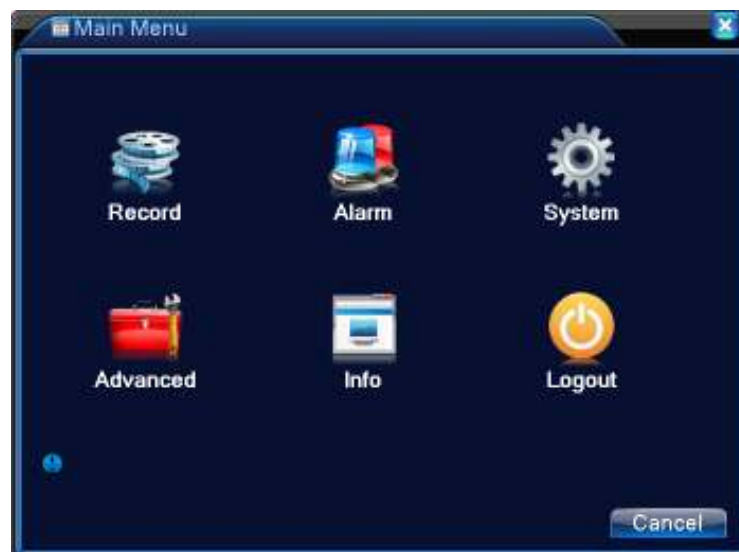 Main Menu
Record
Alarm
System
Advanced
Info
Logout
Cancel